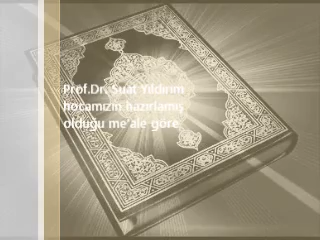 Prof.Dr. Suat Yıldırım
hocamızın hazırlamış
olduğu me'ale göre